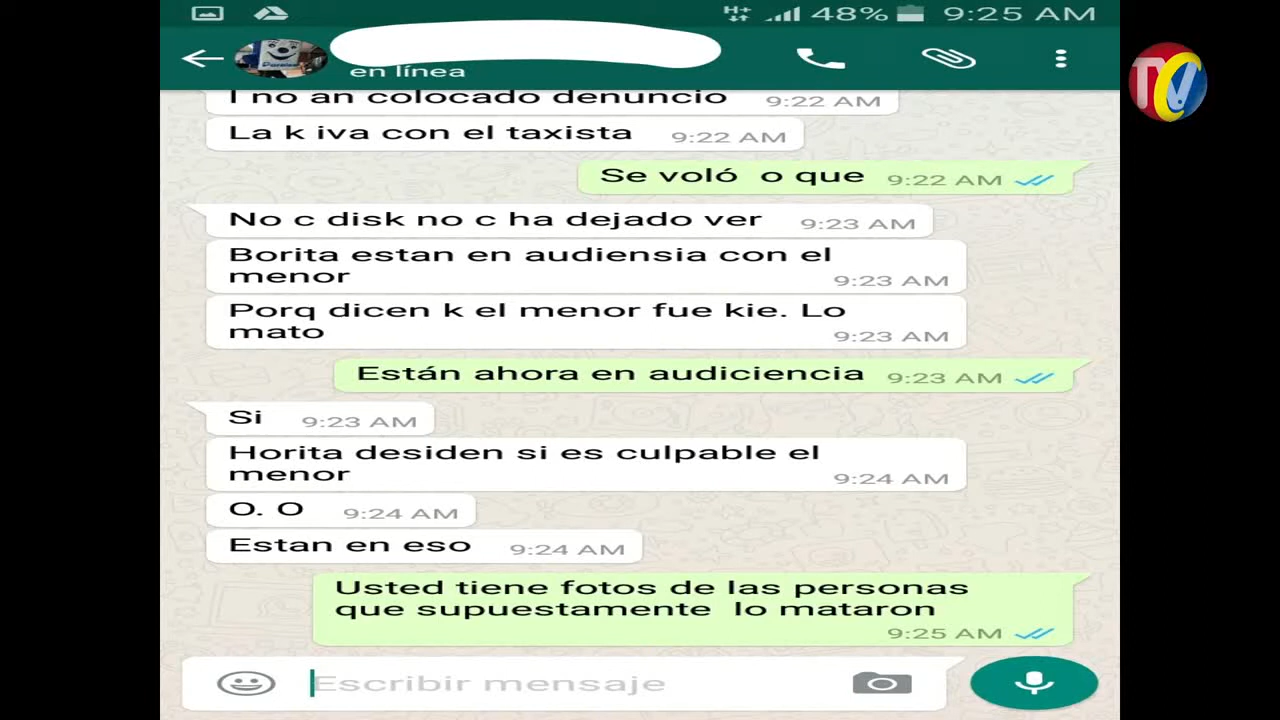 48% 9:25 AM
en línea
I no an colocado denuncio 9:22 AM
La k iva con el taxista 9:22 AM
Se voló o que 9:22 AM
No c disk no c ha dejado ver 9:23 AM
Borita estan en audiensia con el
menor 9:23 AM
Porq dicen k el menor fue kie. Lo
mato 9:23 AM
Están ahora en audiciencia 9:23 AM
Si 9:23 AM
Horita desiden si es culpable el
menor 9:24 AM
O. O 9:24 AM
Estan en eso 9:24 AM
Usted tiene fotos de las personas
que supuestamente lo mataron
9:25 AM
Escribir mensaje
TVC